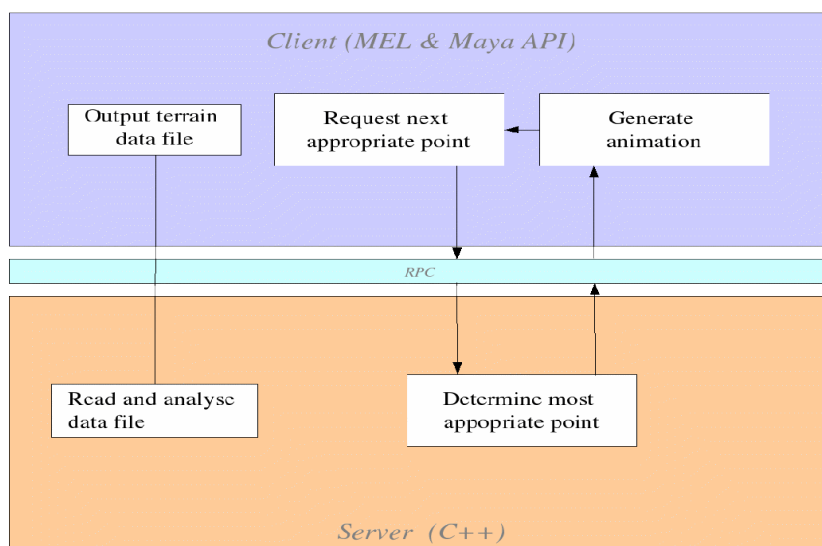 Client (MEL & Maya API)
Output terrain
data file
Request next
appropriate point
Generate
animation
RPC
Read and analyse
data file
Determine most
appopriate point
Server (C++)